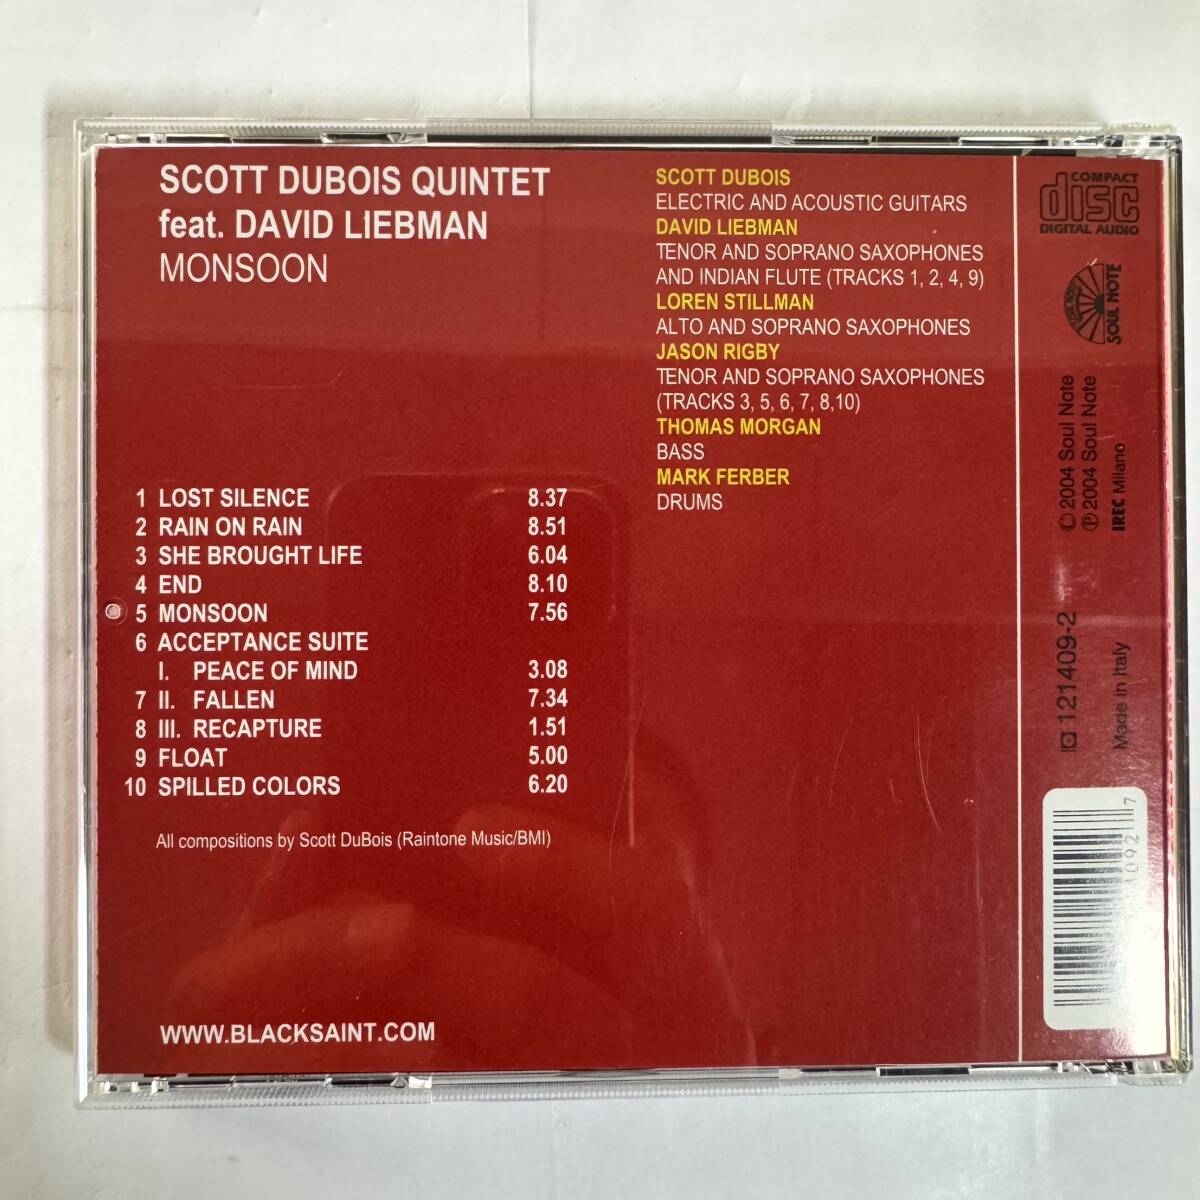 SCOTT DUBOIS QUINTET
feat. DAVID LIEBMAN
MONSOON
1 LOST SILENCE 8.37
2 RAIN ON RAIN 8.51
3 SHE BROUGHT LIFE 6.04
4 END 8.10
5 MONSOON 7.56
6 ACCEPTANCE SUITE
I. PEACE OF MIND 3.08
7 II. FALLEN 7.34
8 III. RECAPTURE 1.51
9 FLOAT 5.00
10 SPILLED COLORS 6.20
All compositions by Scott DuBois (Raintone Music/BMI)
WWW.BLACKSAINT.COM
SCOTT DUBOIS
ELECTRIC AND ACOUSTIC GUITARS
DAVID LIEBMAN
TENOR AND SOPRANO SAXOPHONES
AND INDIAN FLUTE (TRACKS 1, 2, 4, 9)
LOREN STILLMAN
ALTO AND SOPRANO SAXOPHONES
JASON RIGBY
TENOR AND SOPRANO SAXOPHONES
(TRACKS 3, 5, 6, 7, 8,10)
THOMAS MORGAN
BASS
MARK FERBER
DRUMS
COMPACT
disc
DIGITAL AUDIO
SOUL NOTE
© 2004 Soul Note
℗ 2004 Soul Note
IREC Milano
121409-2
Made in Italy